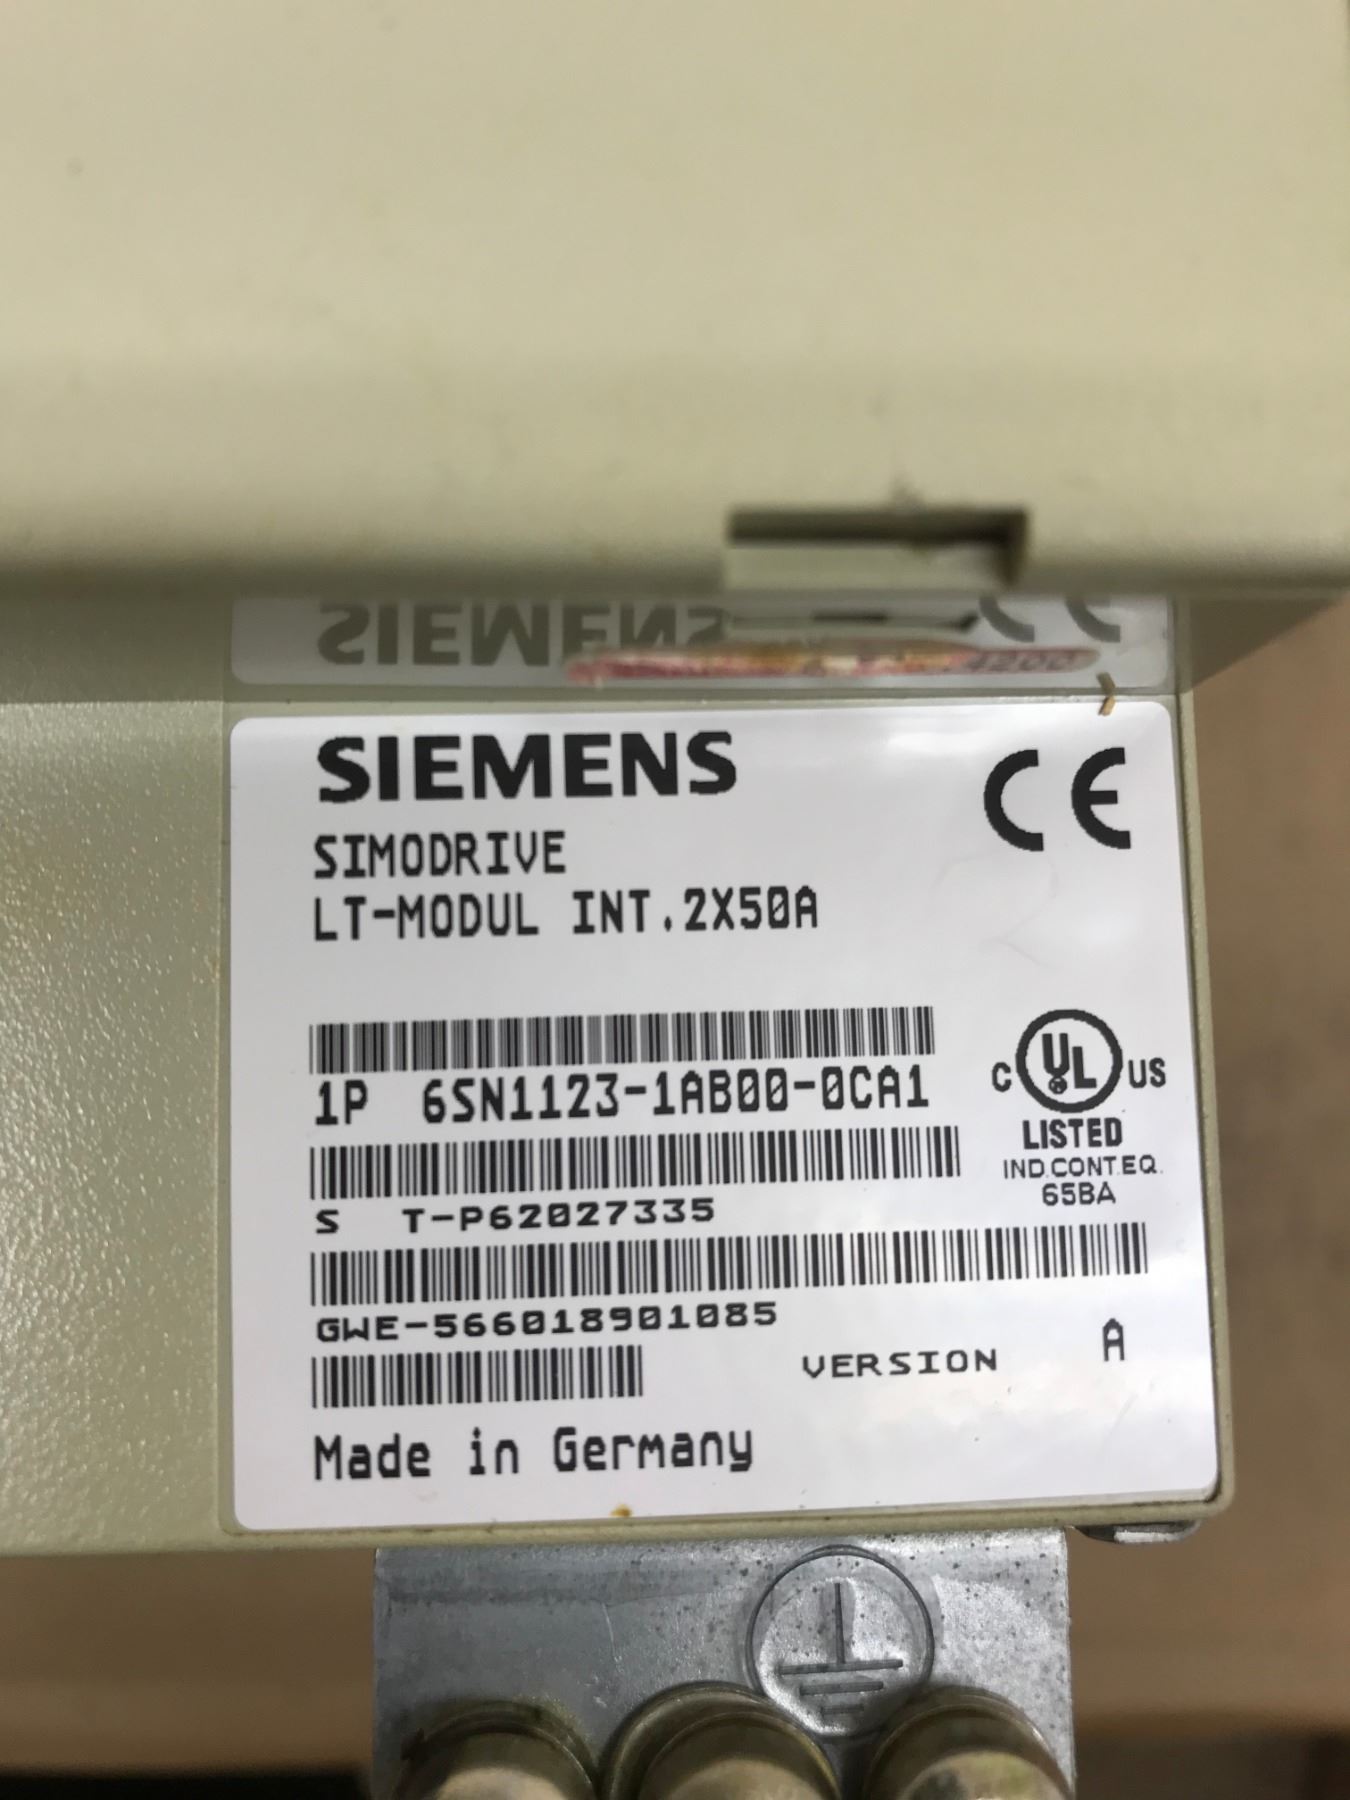 SIEMENS
CE
SIMODRIVE
LT-MODUL INT.2X50A
1P 6SN1123-1AB00-0CA1
C UL US
LISTED
IND.CONT.EQ.
65BA
S T-P62027335
GWE-566018901085
VERSION A
Made in Germany